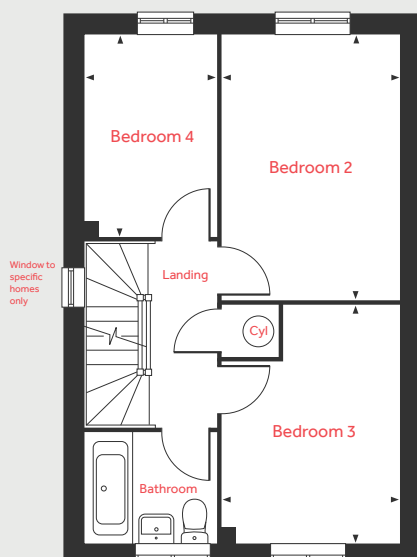 Bedroom 4
Bedroom 2
Window to
specific
homes
only
Landing
Cyl
Bedroom 3
Bathroom